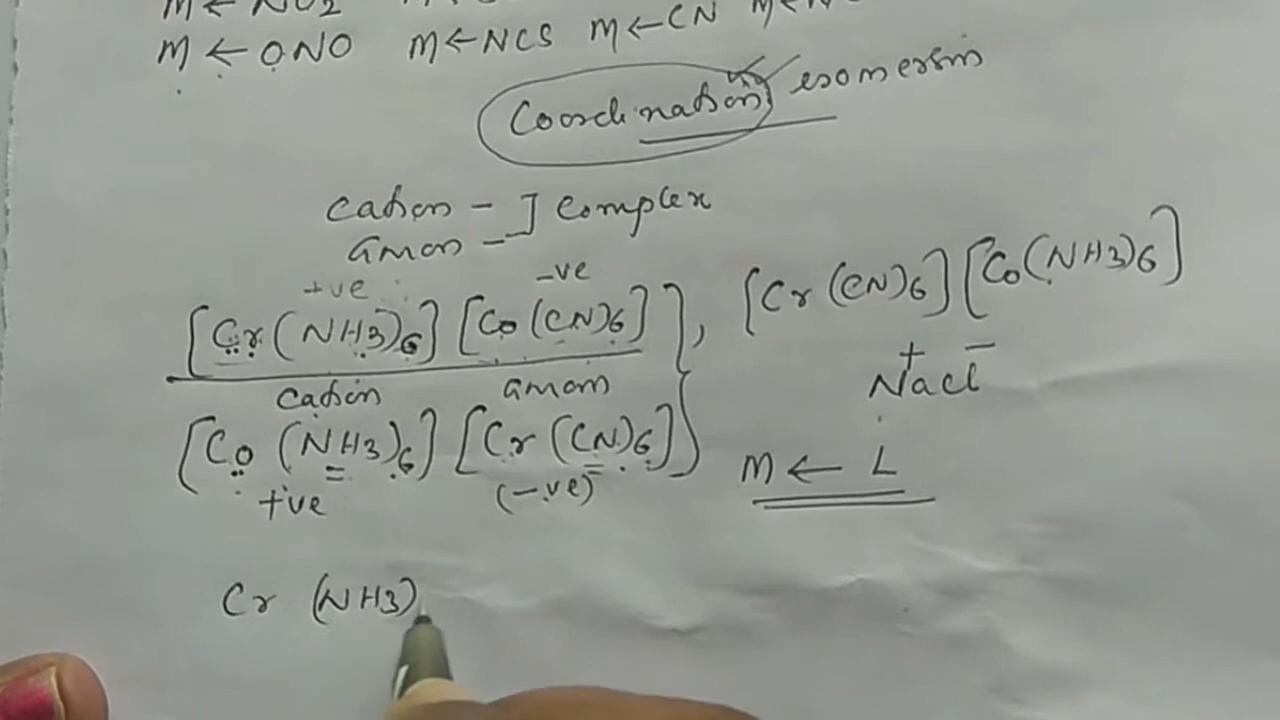 M ← NO2
M ← ONO M ← NCS M ← CN
Coordination isomerism
Cation - ] Complex
anion -
+ve -ve
[Cr(NH3)6] [Co(CN)6] }, [Cr(CN)6][Co(NH3)6]
cation anion
+ -
NaCl
[Co(NH3)6] [Cr(CN)6]
M ← L
+ve (-ve)
Cr (NH3)